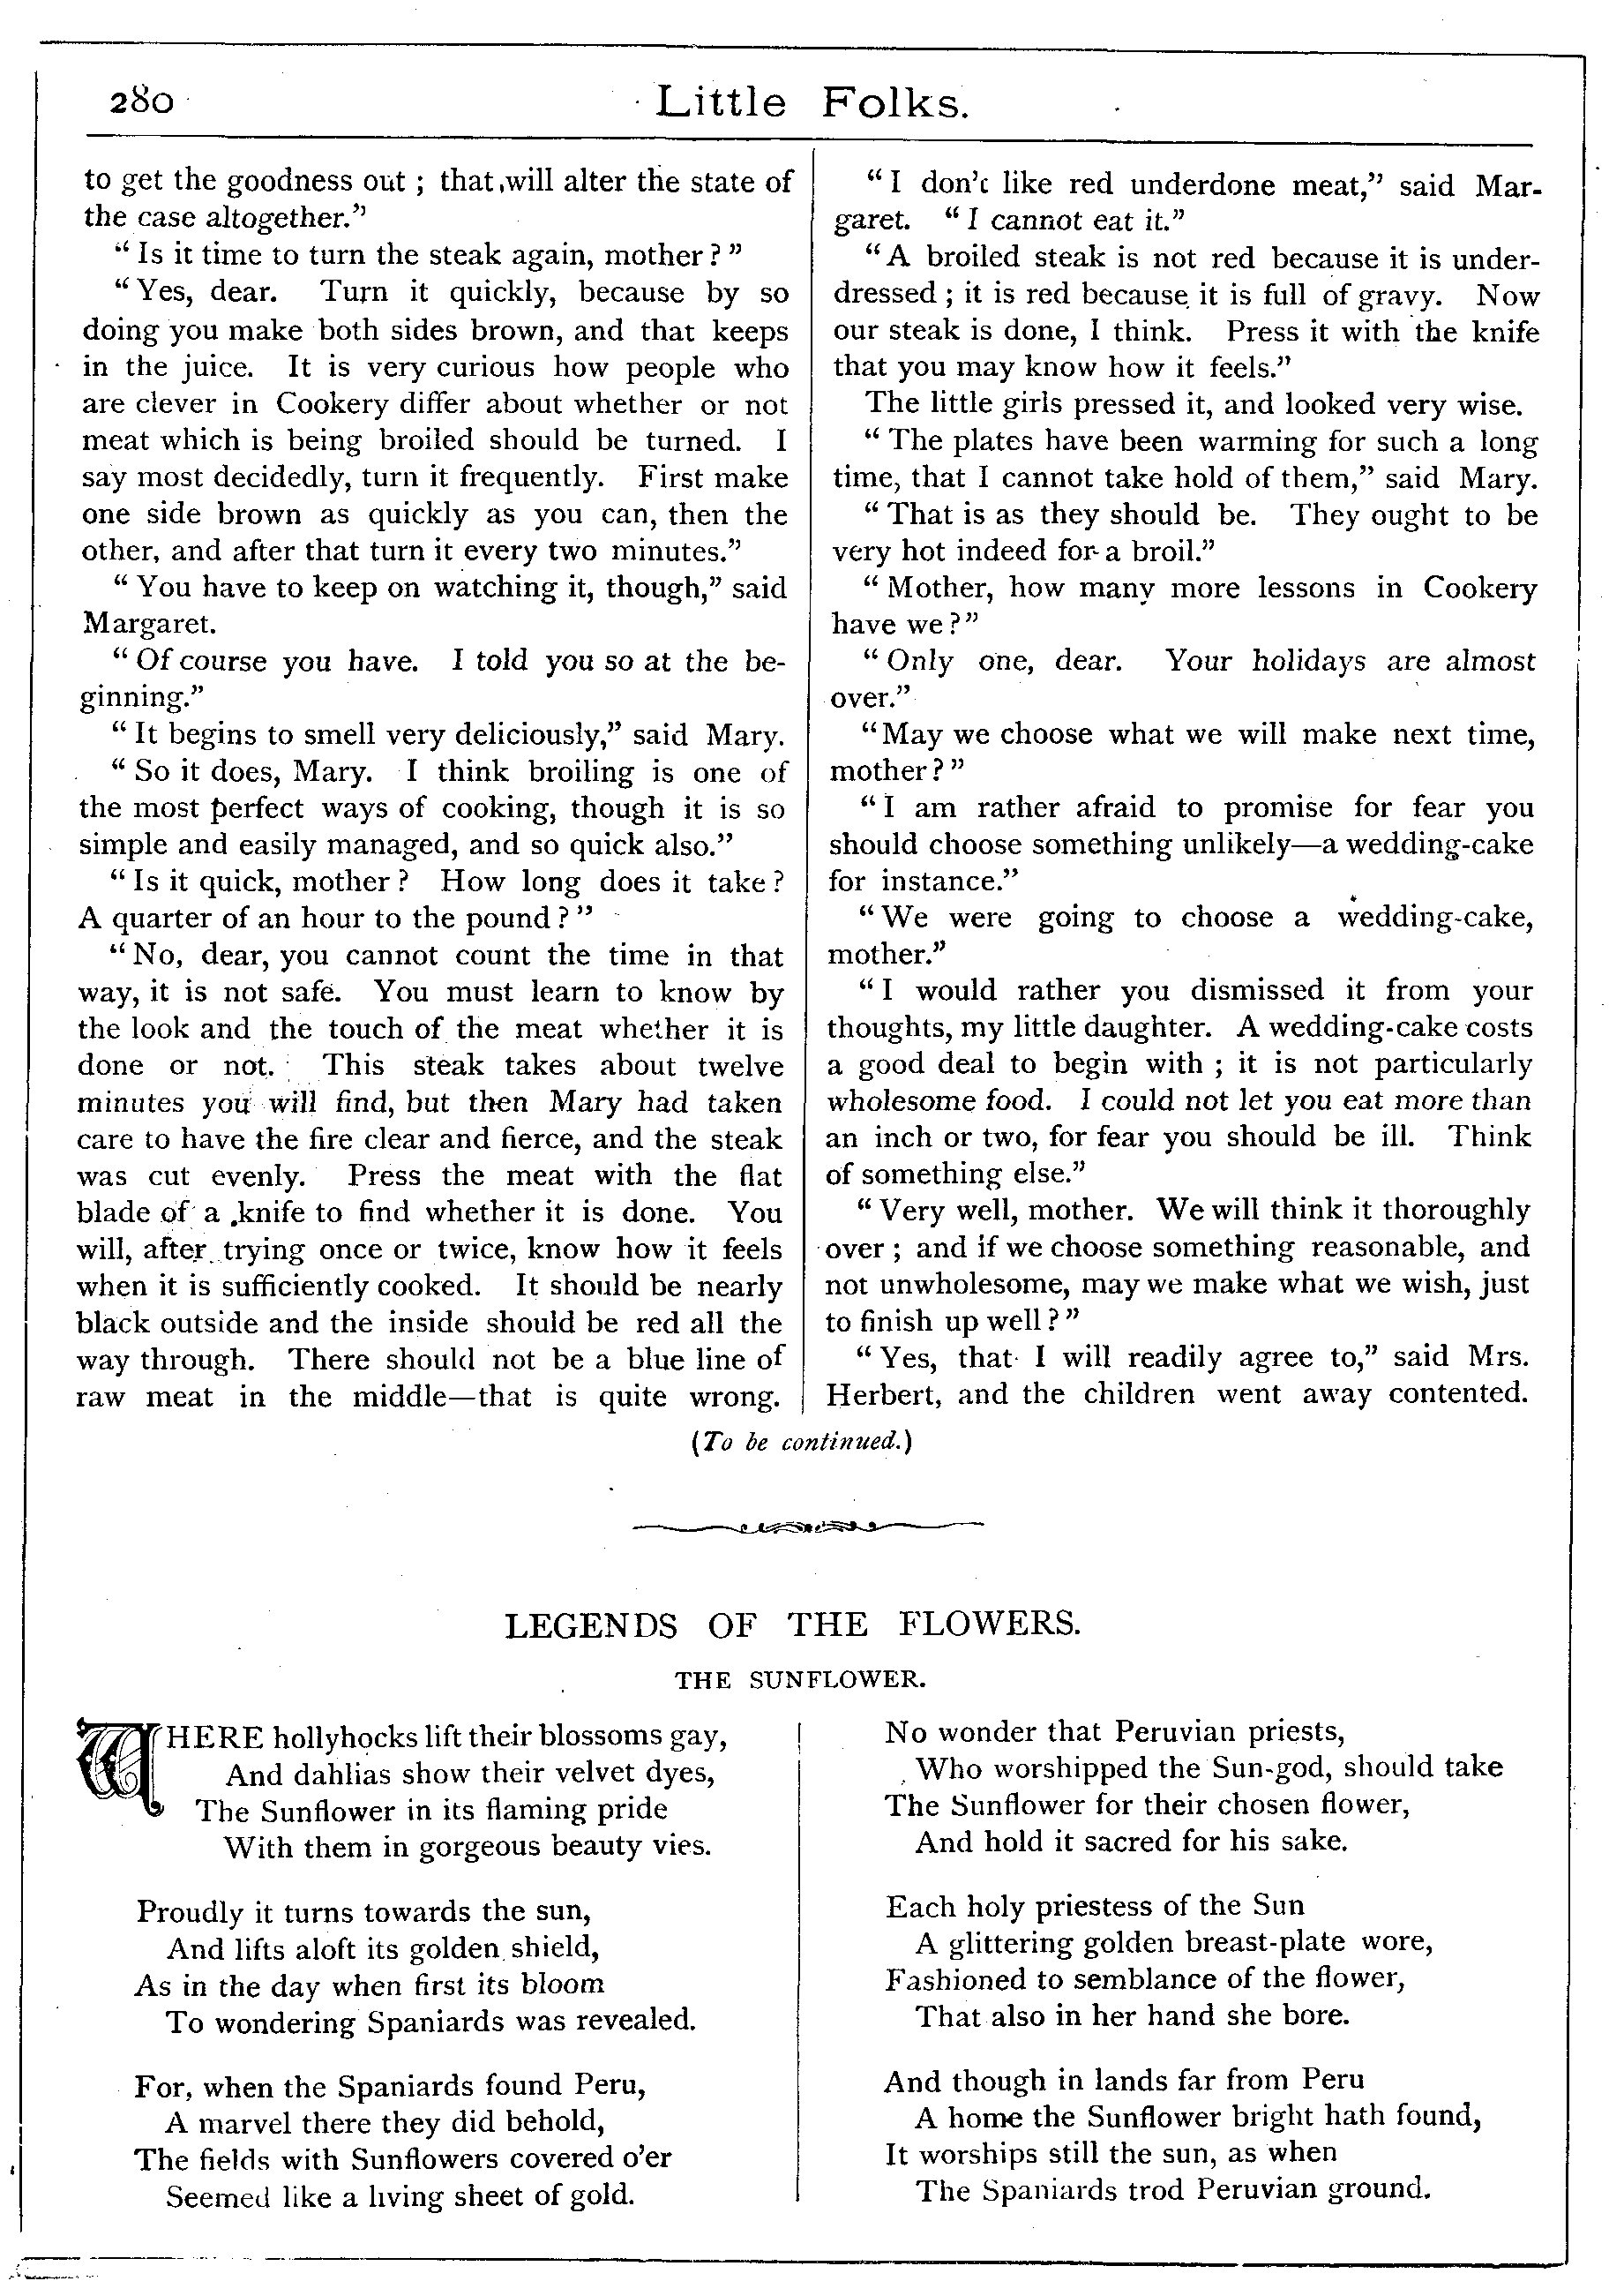 280
Little Folks.
to get the goodness out ; that will alter the state of
the case altogether.”
“ Is it time to turn the steak again, mother ? ”
“ Yes, dear. Turn it quickly, because by so
doing you make both sides brown, and that keeps
in the juice. It is very curious how people who
are clever in Cookery differ about whether or not
meat which is being broiled should be turned. I
say most decidedly, turn it frequently. First make
one side brown as quickly as you can, then the
other, and after that turn it every two minutes.”
“ You have to keep on watching it, though,” said
Margaret.
“ Of course you have. I told you so at the be-
ginning.”
“ It begins to smell very deliciously,” said Mary.
“ So it does, Mary. I think broiling is one of
the most perfect ways of cooking, though it is so
simple and easily managed, and so quick also.”
“ Is it quick, mother ? How long does it take ?
A quarter of an hour to the pound ? ”
“ No, dear, you cannot count the time in that
way, it is not safe. You must learn to know by
the look and the touch of the meat whether it is
done or not. This steak takes about twelve
minutes you will find, but then Mary had taken
care to have the fire clear and fierce, and the steak
was cut evenly. Press the meat with the flat
blade of a knife to find whether it is done. You
will, after trying once or twice, know how it feels
when it is sufficiently cooked. It should be nearly
black outside and the inside should be red all the
way through. There should not be a blue line of
raw meat in the middle—that is quite wrong.
“ I don't like red underdone meat,” said Mar-
garet. “ I cannot eat it.”
“ A broiled steak is not red because it is under-
dressed ; it is red because it is full of gravy. Now
our steak is done, I think. Press it with the knife
that you may know how it feels.”
The little girls pressed it, and looked very wise.
“ The plates have been warming for such a long
time, that I cannot take hold of them,” said Mary.
“ That is as they should be. They ought to be
very hot indeed for a broil.”
“ Mother, how many more lessons in Cookery
have we ? ”
“ Only one, dear. Your holidays are almost
over.”
“ May we choose what we will make next time,
mother ? ”
“ I am rather afraid to promise for fear you
should choose something unlikely—a wedding-cake
for instance.”
“ We were going to choose a wedding-cake,
mother.”
“ I would rather you dismissed it from your
thoughts, my little daughter. A wedding-cake costs
a good deal to begin with ; it is not particularly
wholesome food. I could not let you eat more than
an inch or two, for fear you should be ill. Think
of something else.”
“ Very well, mother. We will think it thoroughly
over ; and if we choose something reasonable, and
not unwholesome, may we make what we wish, just
to finish up well ? ”
“ Yes, that I will readily agree to,” said Mrs.
Herbert, and the children went away contented.
(To be continued.)
LEGENDS OF THE FLOWERS.
THE SUNFLOWER.
WHERE hollyhocks lift their blossoms gay,
And dahlias show their velvet dyes,
The Sunflower in its flaming pride
With them in gorgeous beauty vies.
Proudly it turns towards the sun,
And lifts aloft its golden shield,
As in the day when first its bloom
To wondering Spaniards was revealed.
For, when the Spaniards found Peru,
A marvel there they did behold,
The fields with Sunflowers covered o'er
Seemed like a living sheet of gold.
No wonder that Peruvian priests,
Who worshipped the Sun-god, should take
The Sunflower for their chosen flower,
And hold it sacred for his sake.
Each holy priestess of the Sun
A glittering golden breast-plate wore,
Fashioned to semblance of the flower,
That also in her hand she bore.
And though in lands far from Peru
A home the Sunflower bright hath found,
It worships still the sun, as when
The Spaniards trod Peruvian ground.